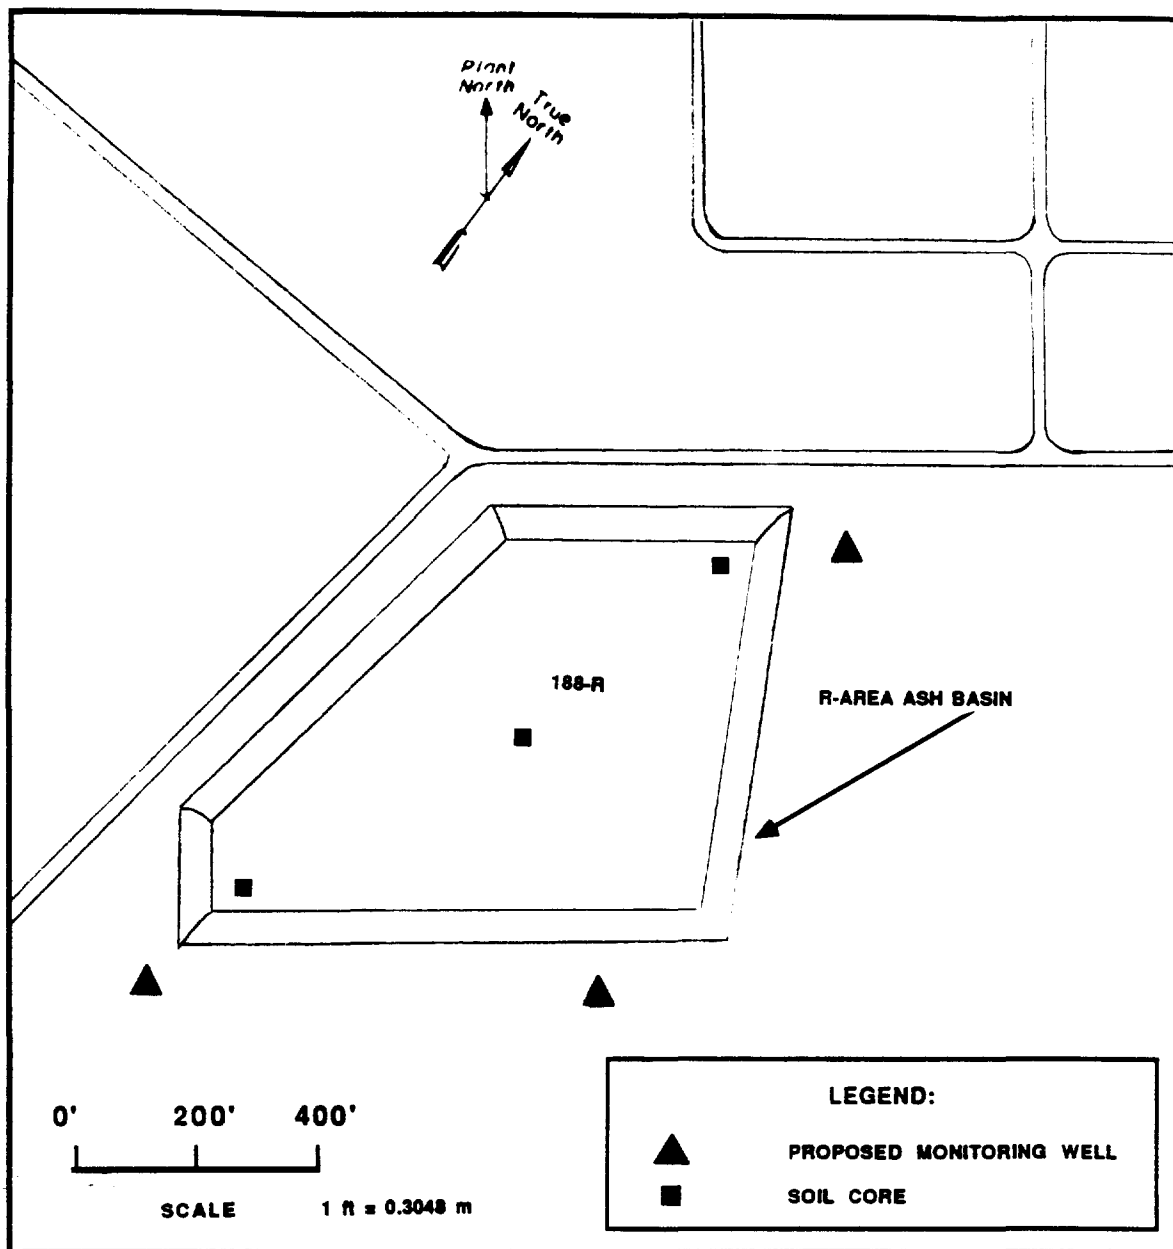 Plant
North
True
North
188-R
R-AREA ASH BASIN
0' 200' 400'
SCALE 1 ft = 0.3048 m
LEGEND:
PROPOSED MONITORING WELL
SOIL CORE